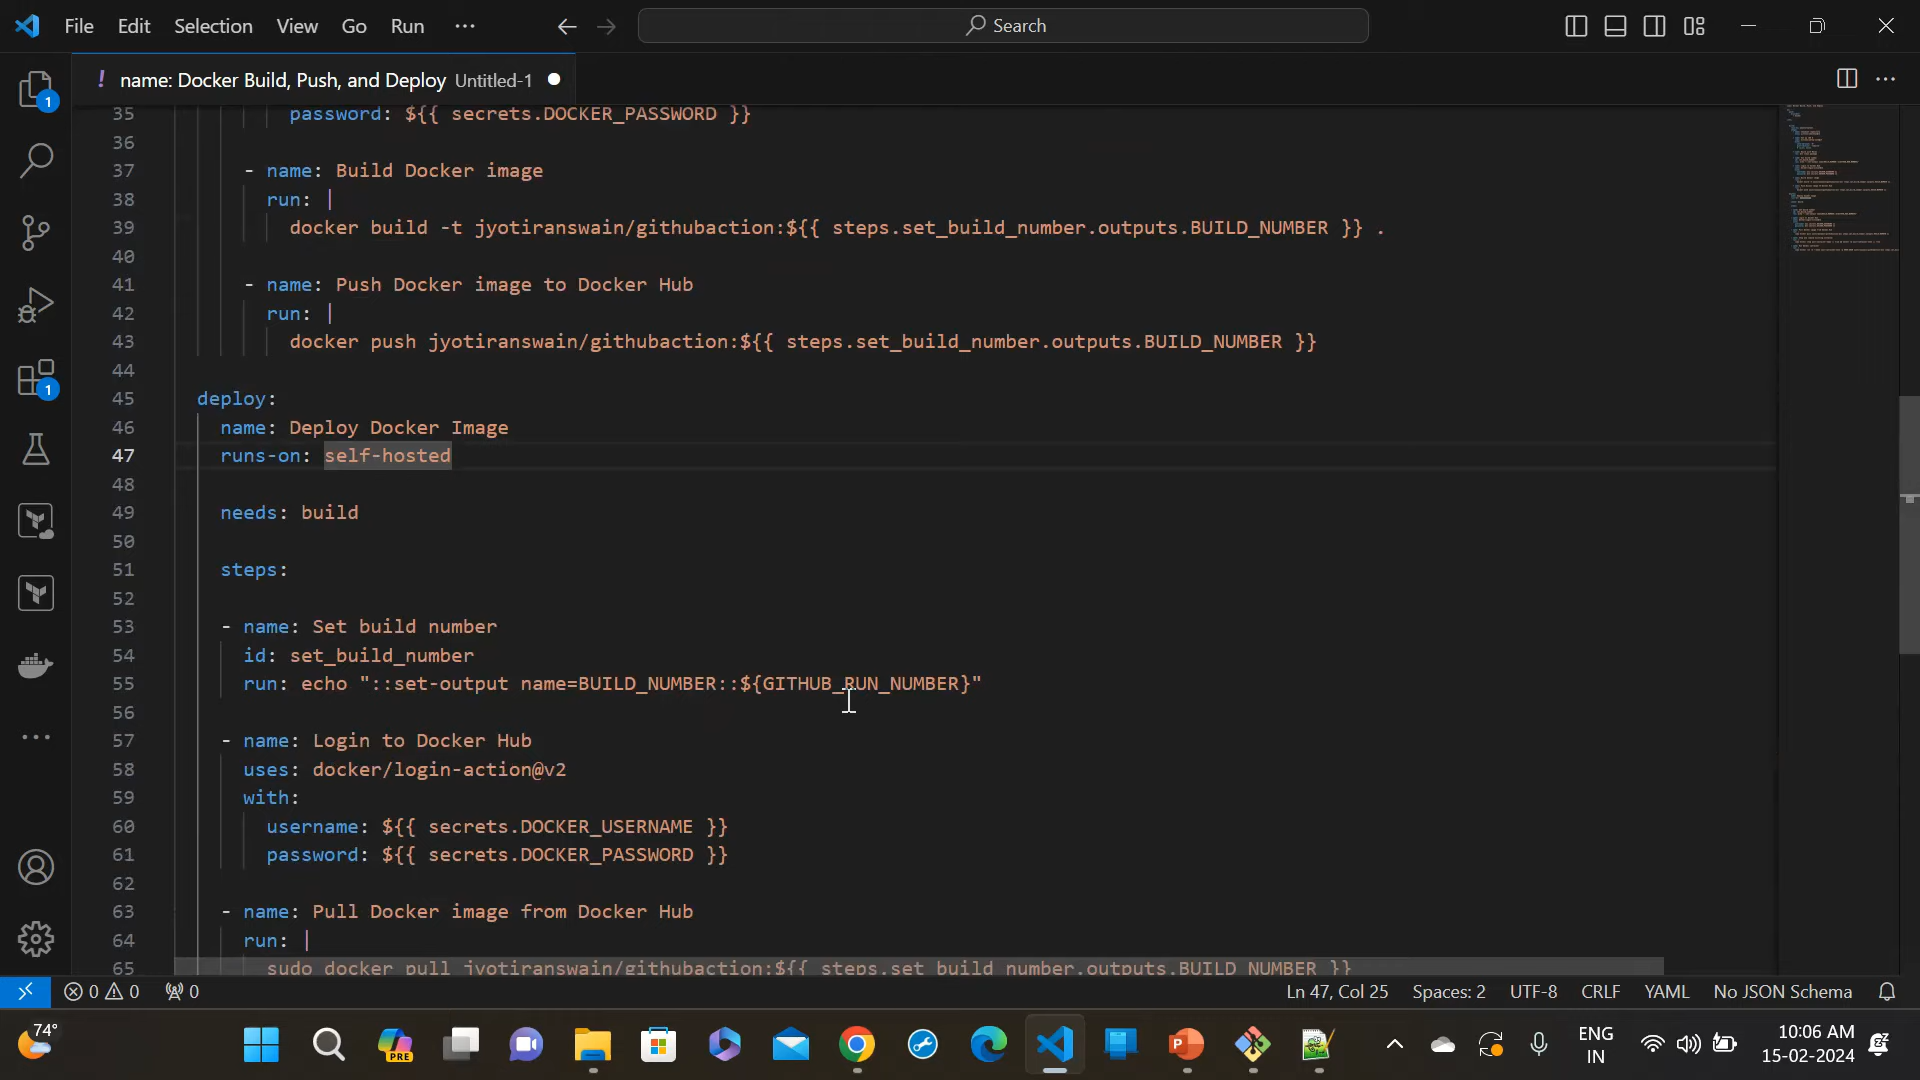 File Edit Selection View Go Run ···
Search
! name: Docker Build, Push, and Deploy Untitled-1
35 password: ${{ secrets.DOCKER_PASSWORD }}
36
37 - name: Build Docker image
38 run: |
39 docker build -t jyotiranswain/githubaction:${{ steps.set_build_number.outputs.BUILD_NUMBER }} .
40
41 - name: Push Docker image to Docker Hub
42 run: |
43 docker push jyotiranswain/githubaction:${{ steps.set_build_number.outputs.BUILD_NUMBER }}
44
45 deploy:
46 name: Deploy Docker Image
47 runs-on: self-hosted
48
49 needs: build
50
51 steps:
52
53 - name: Set build number
54 id: set_build_number
55 run: echo "::set-output name=BUILD_NUMBER::${GITHUB_RUN_NUMBER}"
56
57 - name: Login to Docker Hub
58 uses: docker/login-action@v2
59 with:
60 username: ${{ secrets.DOCKER_USERNAME }}
61 password: ${{ secrets.DOCKER_PASSWORD }}
62
63 - name: Pull Docker image from Docker Hub
64 run: |
65 sudo docker pull jyotiranswain/githubaction:${{ steps.set_build_number.outputs.BUILD_NUMBER }}
1
1
0 0 0
Ln 47, Col 25 Spaces: 2 UTF-8 CRLF YAML No JSON Schema
74°
PRE
ENG
IN
10:06 AM
15-02-2024